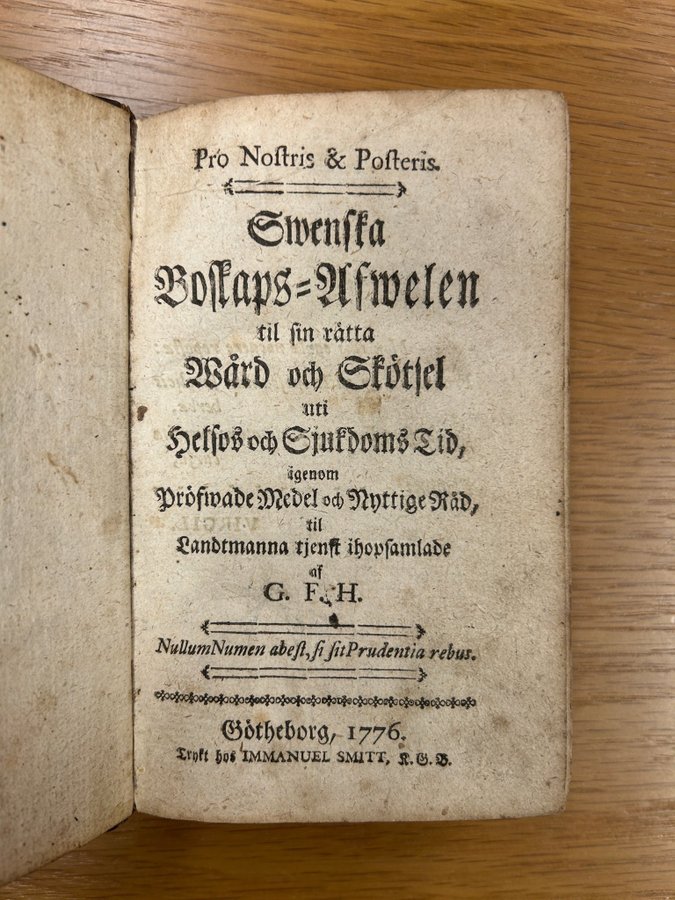 Pro Noſtris & Poſteris.
Swenſka
Boſkaps-Afwelen
til ſin rätta
Wård och Skötſel
uti
Helſos och Sjukdoms Tid,
igenom
Pröfwade Medel och Nyttige Råd,
til
Landtmanna tjenſt ihopſamlade
af
G. F. H.
Nullum Numen abeſt, ſi ſit Prudentia rebus.
Götheborg, 1776.
Trykt hos IMMANUEL SMITT, K. G. B.
VIRGIL.